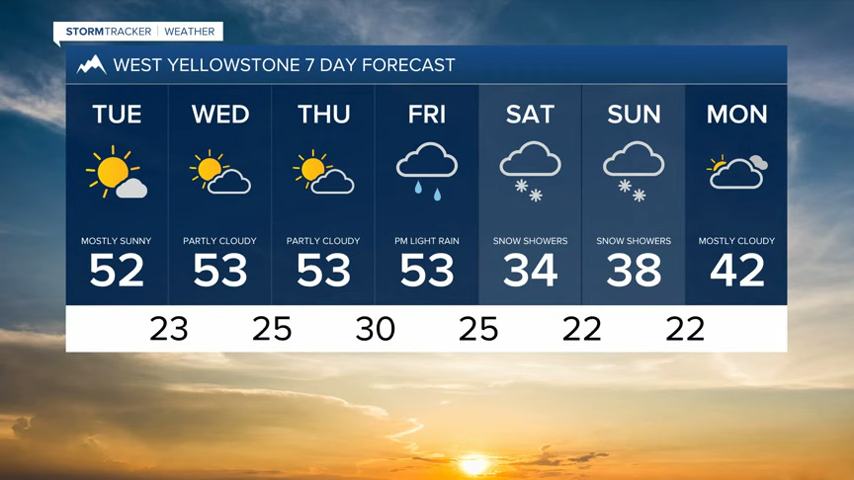 STORMTRACKER | WEATHER
WEST YELLOWSTONE 7 DAY FORECAST
TUE WED THU FRI SAT SUN MON
MOSTLY SUNNY PARTLY CLOUDY PARTLY CLOUDY PM LIGHT RAIN SNOW SHOWERS SNOW SHOWERS MOSTLY CLOUDY
52 53 53 53 34 38 42
23 25 30 25 22 22